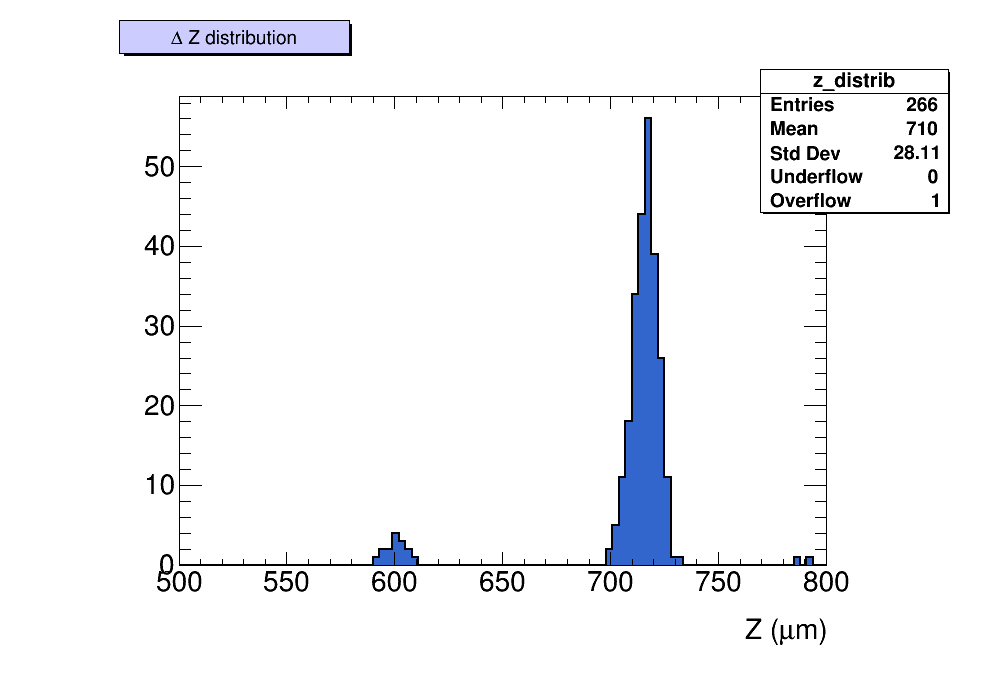 Δ Z distribution
z_distrib
Entries 266
Mean 710
Std Dev 28.11
Underflow 0
Overflow 1
50
40
30
20
10
0
500 550 600 650 700 750 800
Z (μm)